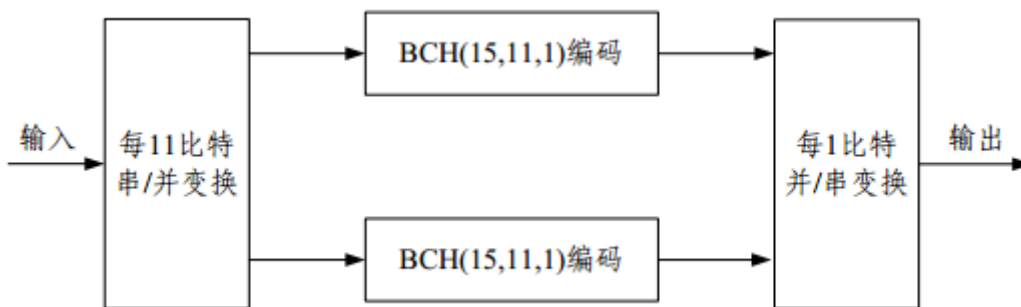 BCH(15,11,1)编码
输入
每11比特
串/并变换
每1比特
并/串变换
输出
BCH(15,11,1)编码